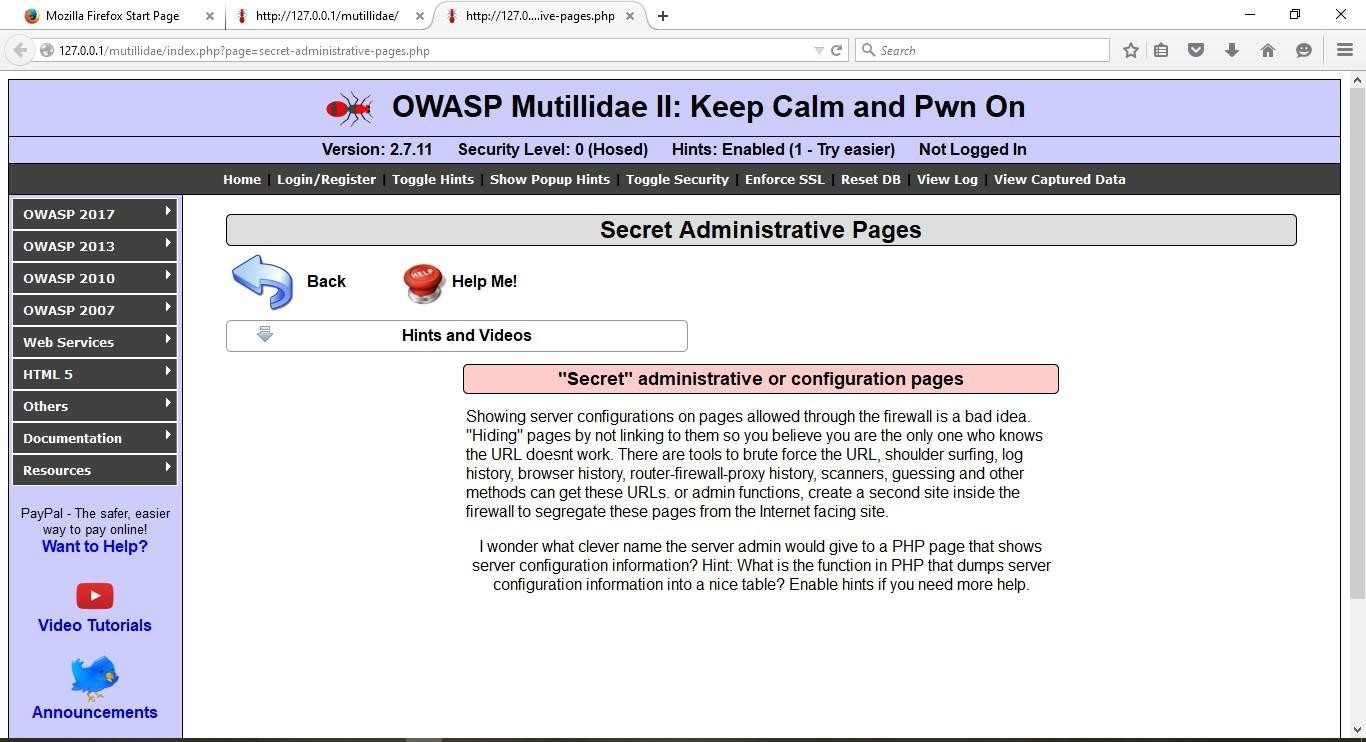 Mozilla Firefox Start Page
http://127.0.0.1/mutillidae/
http://127.0....ive-pages.php
127.0.0.1/mutillidae/index.php?page=secret-administrative-pages.php
Search
OWASP Mutillidae II: Keep Calm and Pwn On
Version: 2.7.11 Security Level: 0 (Hosed) Hints: Enabled (1 - Try easier) Not Logged In
Home | Login/Register | Toggle Hints | Show Popup Hints | Toggle Security | Enforce SSL | Reset DB | View Log | View Captured Data
OWASP 2017
OWASP 2013
OWASP 2010
OWASP 2007
Web Services
HTML 5
Others
Documentation
Resources
PayPal - The safer, easier
way to pay online!
Want to Help?
Video Tutorials
Announcements
Secret Administrative Pages
Back
HELP
Help Me!
Hints and Videos
"Secret" administrative or configuration pages
Showing server configurations on pages allowed through the firewall is a bad idea.
"Hiding" pages by not linking to them so you believe you are the only one who knows
the URL doesnt work. There are tools to brute force the URL, shoulder surfing, log
history, browser history, router-firewall-proxy history, scanners, guessing and other
methods can get these URLs. or admin functions, create a second site inside the
firewall to segregate these pages from the Internet facing site.
I wonder what clever name the server admin would give to a PHP page that shows
server configuration information? Hint: What is the function in PHP that dumps server
configuration information into a nice table? Enable hints if you need more help.